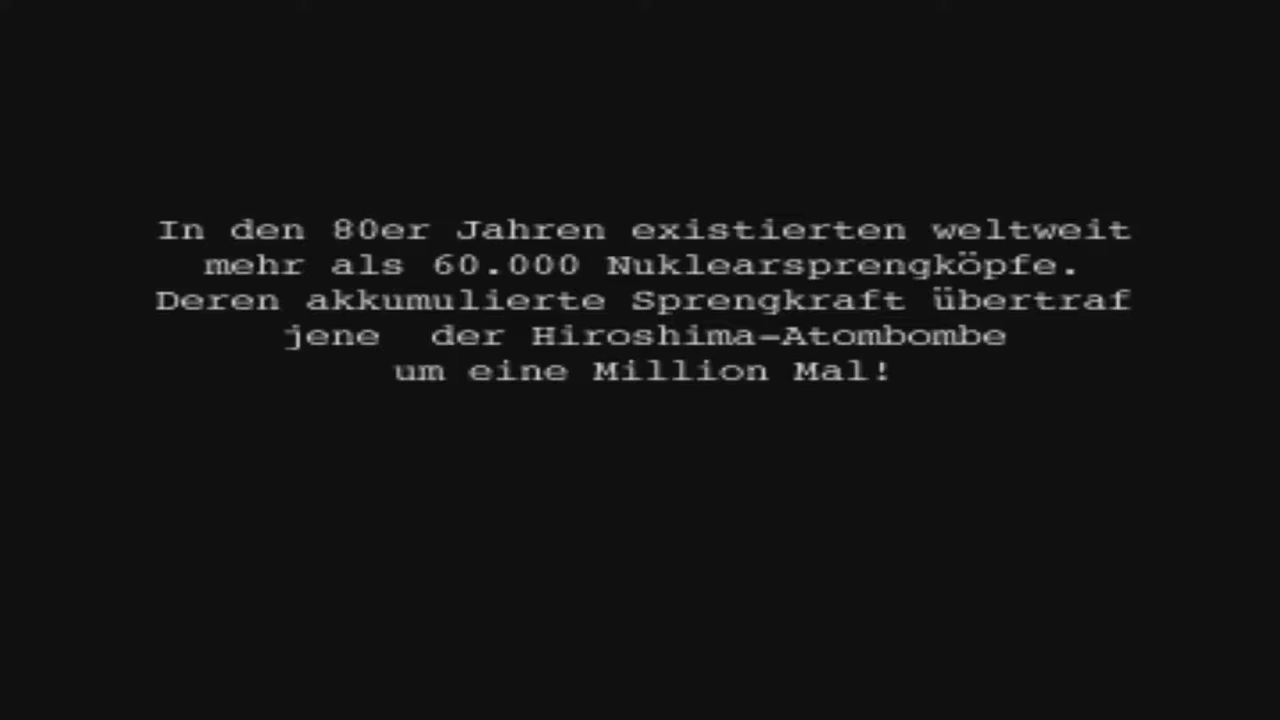 In den 80er Jahren existierten weltweit
mehr als 60.000 Nuklearsprengköpfe.
Deren akkumulierte Sprengkraft übertraf
jene  der Hiroshima-Atombombe
um eine Million Mal!